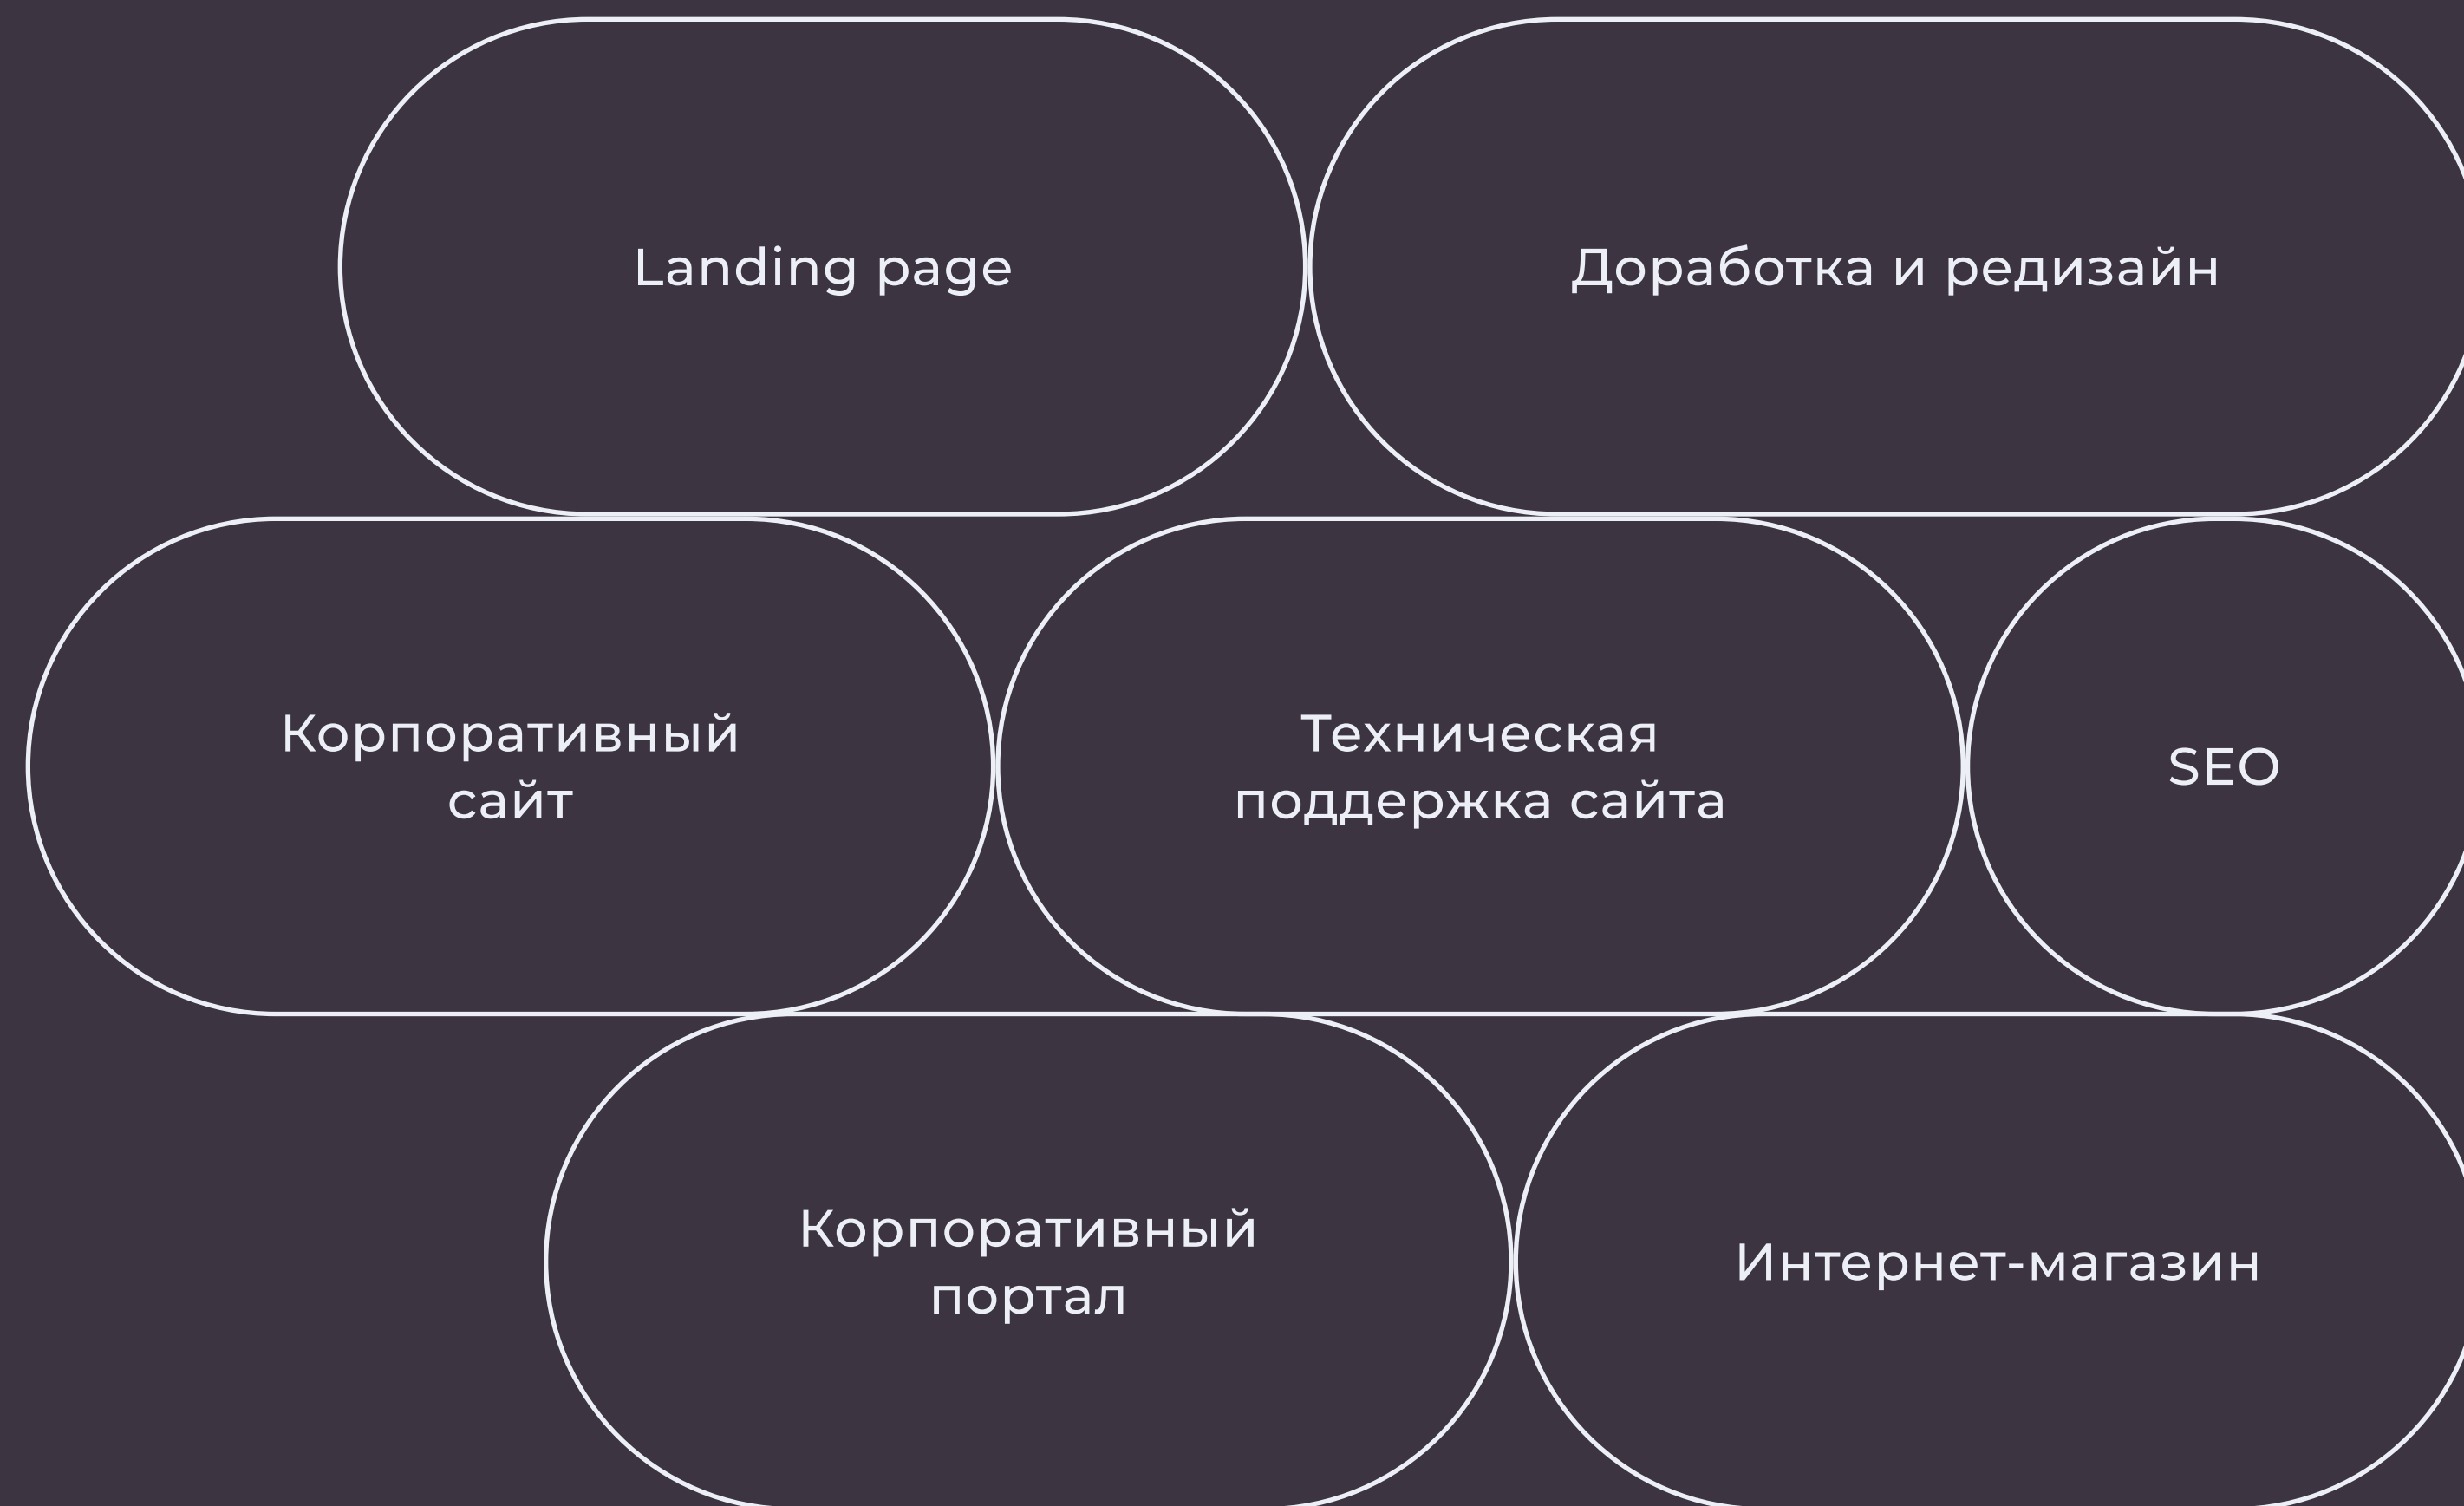 Landing page
Доработка и редизайн
Корпоративный
сайт
Техническая
поддержка сайта
SEO
Корпоративный
портал
Интернет-магазин